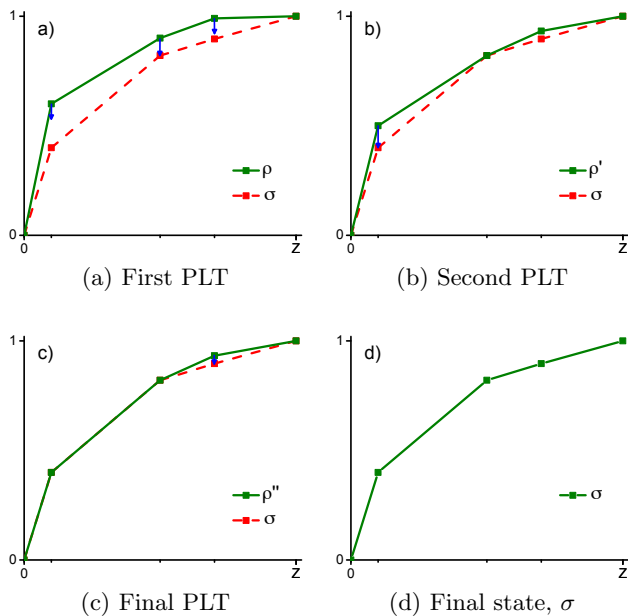 1
a)
ρ
σ
0
0
Z
(a) First PLT
1
b)
ρ'
σ
0
0
Z
(b) Second PLT
1
c)
ρ"
σ
0
0
Z
(c) Final PLT
1
d)
σ
0
0
Z
(d) Final state, σ